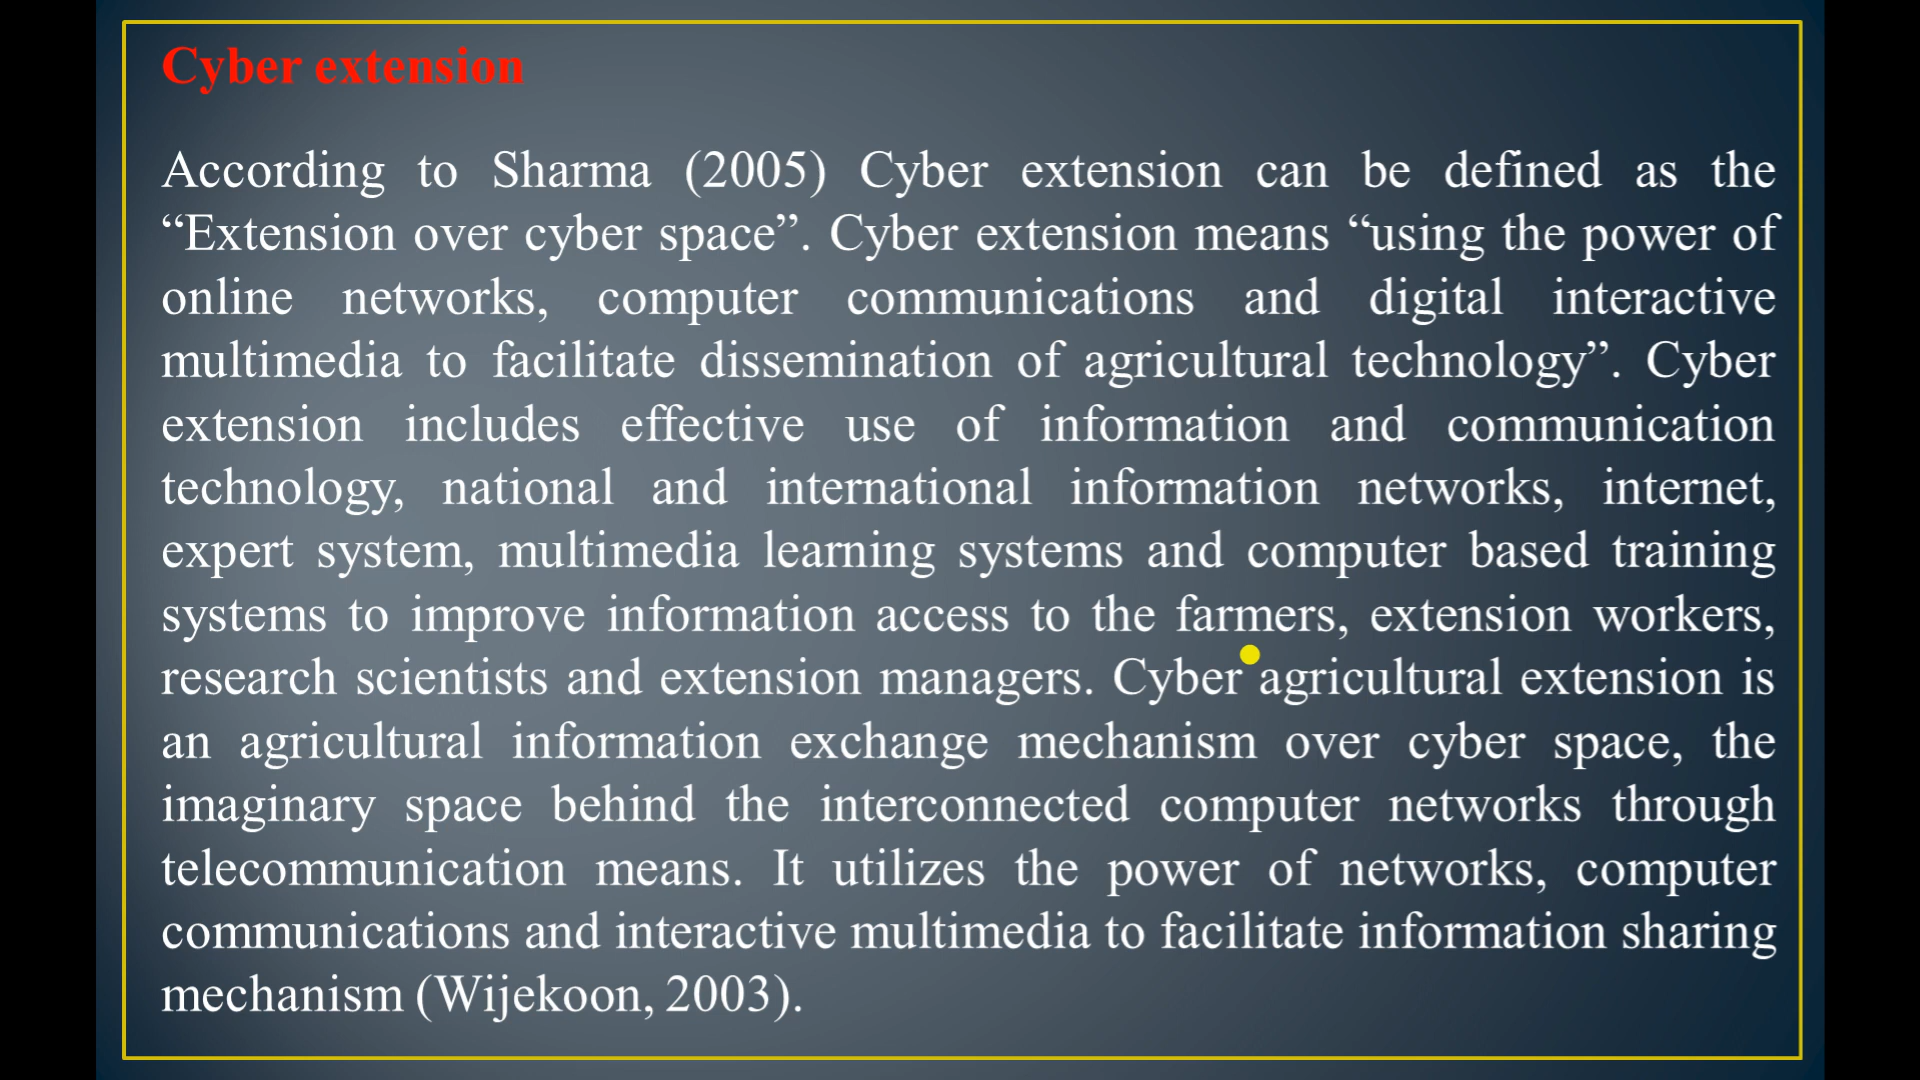 Cyber extension
According to Sharma (2005) Cyber extension can be defined as the
“Extension over cyber space”. Cyber extension means “using the power of
online networks, computer communications and digital interactive
multimedia to facilitate dissemination of agricultural technology”. Cyber
extension includes effective use of information and communication
technology, national and international information networks, internet,
expert system, multimedia learning systems and computer based training
systems to improve information access to the farmers, extension workers,
research scientists and extension managers. Cyber agricultural extension is
an agricultural information exchange mechanism over cyber space, the
imaginary space behind the interconnected computer networks through
telecommunication means. It utilizes the power of networks, computer
communications and interactive multimedia to facilitate information sharing
mechanism (Wijekoon, 2003).